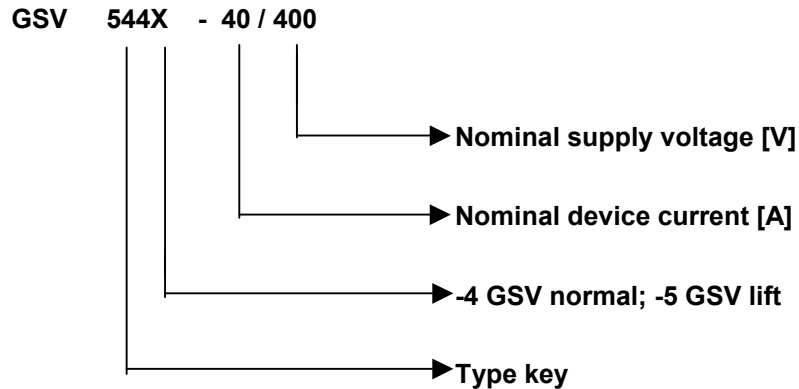 GSV 544X - 40 / 400
Nominal supply voltage [V]
Nominal device current [A]
-4 GSV normal; -5 GSV lift
Type key